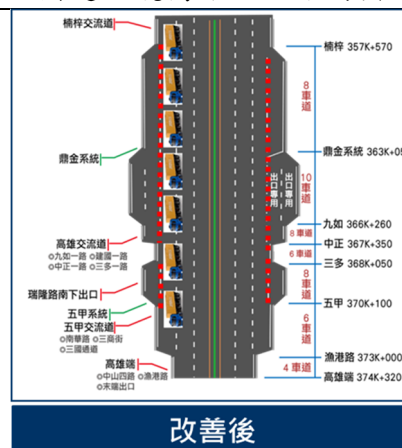 楠梓交流道
楠梓 357K+570
8
車
道
鼎金系統
鼎金系統 363K+05
出口專用
出口專用
10
車
道
九如 366K+260
8 車道
高雄交流道
中正 367K+350
○九如一路 ○建國一路
6 車道
○中正一路 ○三多一路
三多 368K+050
8
車
道
瑞隆路南下出口
五甲系統
五甲 370K+100
五甲交流道
○南華路 ○三商街
○三國通道
6
車
道
漁港路 373K+000
高雄端
4 車道
○中山四路 ○漁港路
○末端出口
高雄端 374K+320
改善後